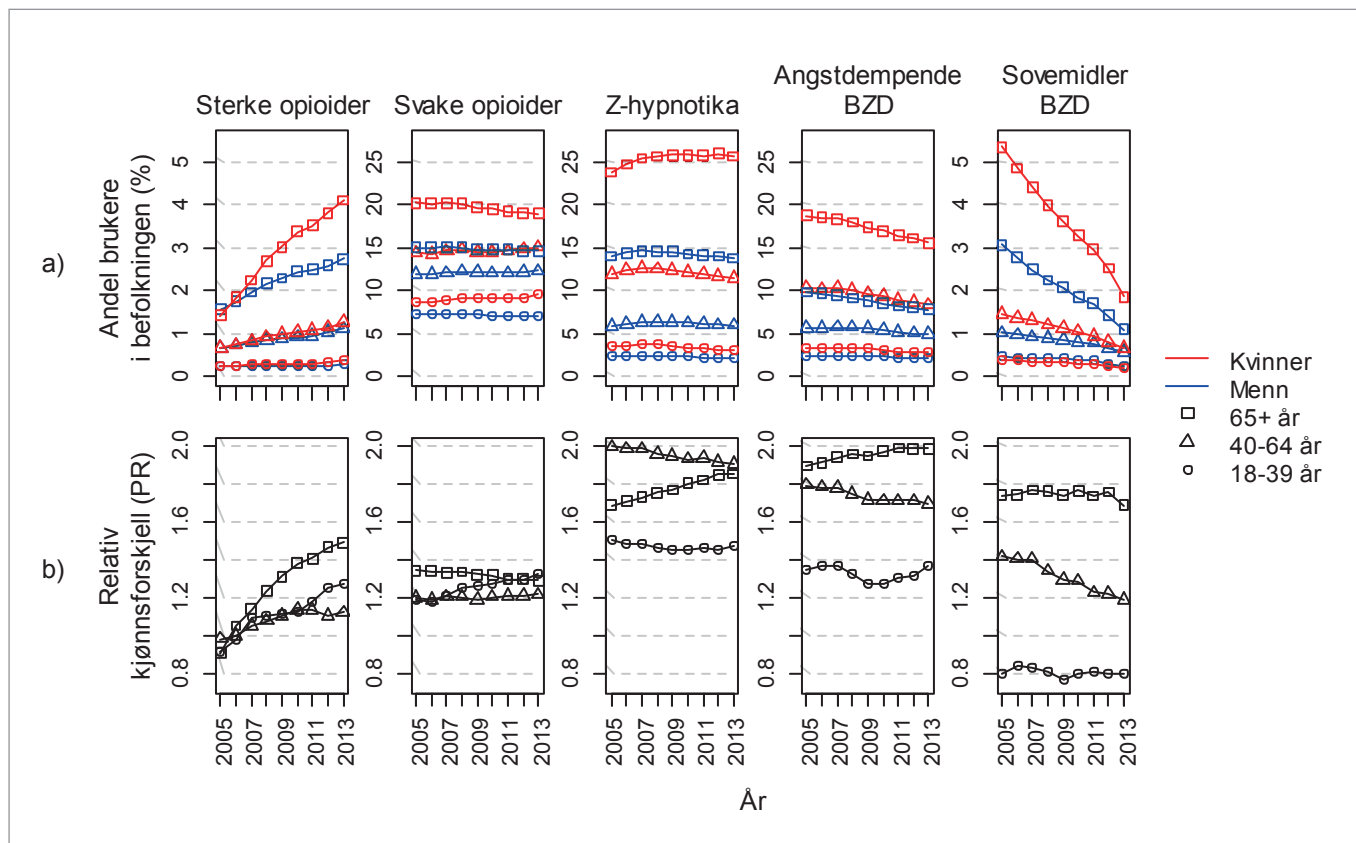 Sterke opioider
Svake opioider
Z-hypnotika
Angstdempende
BZD
Sovemidler
BZD
a)
Andel brukere
i befolkningen (%)
5
4
3
2
1
0
25
20
15
10
5
0
25
20
15
10
5
0
25
20
15
10
5
0
5
4
3
2
1
0
Kvinner
Menn
65+ år
40-64 år
18-39 år
b)
Relativ
kjønnsforskjell (PR)
2.0
1.6
1.2
0.8
2.0
1.6
1.2
0.8
2.0
1.6
1.2
0.8
2.0
1.6
1.2
0.8
2.0
1.6
1.2
0.8
2005 2007 2009 2011 2013
2005 2007 2009 2011 2013
2005 2007 2009 2011 2013
2005 2007 2009 2011 2013
2005 2007 2009 2011 2013
År